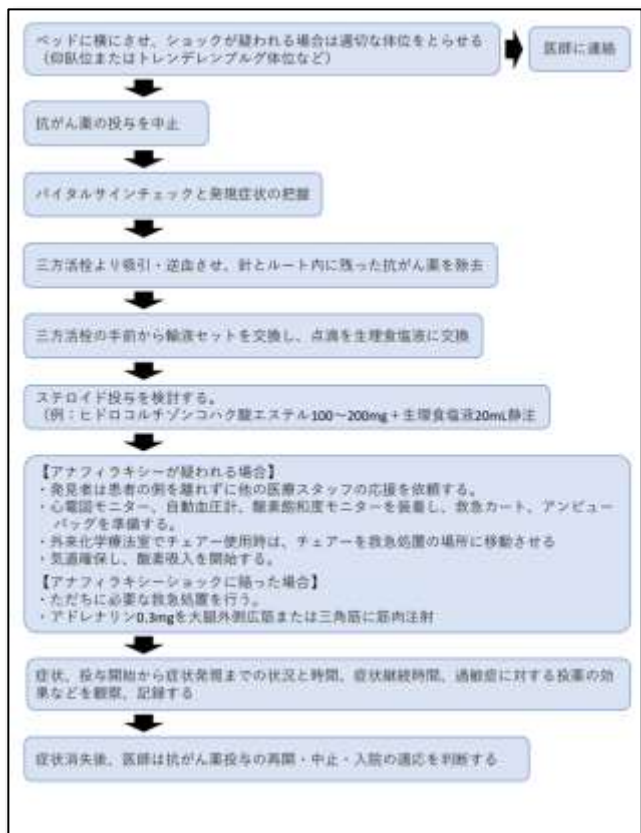 ベッドに横にさせ、ショックが疑われる場合は適切な体位をとらせる
(仰臥位またはトレンデレンブルグ体位など)
医師に連絡
抗がん薬の投与を中止
バイタルサインチェックと発現症状の把握
三方活栓より吸引・逆血させ、針とルート内に残った抗がん薬を除去
三方活栓の手前から輸液セットを交換し、点滴を生理食塩液に交換
ステロイド投与を検討する。
(例:ヒドロコルチゾンコハク酸エステル100〜200mg+生理食塩液20mL静注
【アナフィラキシーが疑われる場合】
・発見者は患者の側を離れずに他の医療スタッフの応援を依頼する。
・心電図モニター、自動血圧計、酸素飽和度モニターを装着し、救急カート、アンビュー
バッグを準備する。
・外来化学療法室でチェアー使用時は、チェアーを救急処置の場所に移動させる
・気道確保し、酸素吸入を開始する。
【アナフィラキシーショックに陥った場合】
・ただちに必要な救急処置を行う。
・アドレナリン0.3mgを大腿外側広筋または三角筋に筋肉注射
症状、投与開始から症状発現までの状況と時間、症状継続時間、過敏症に対する投薬の効
果などを観察、記録する
症状消失後、医師は抗がん薬投与の再開・中止・入院の適応を判断する